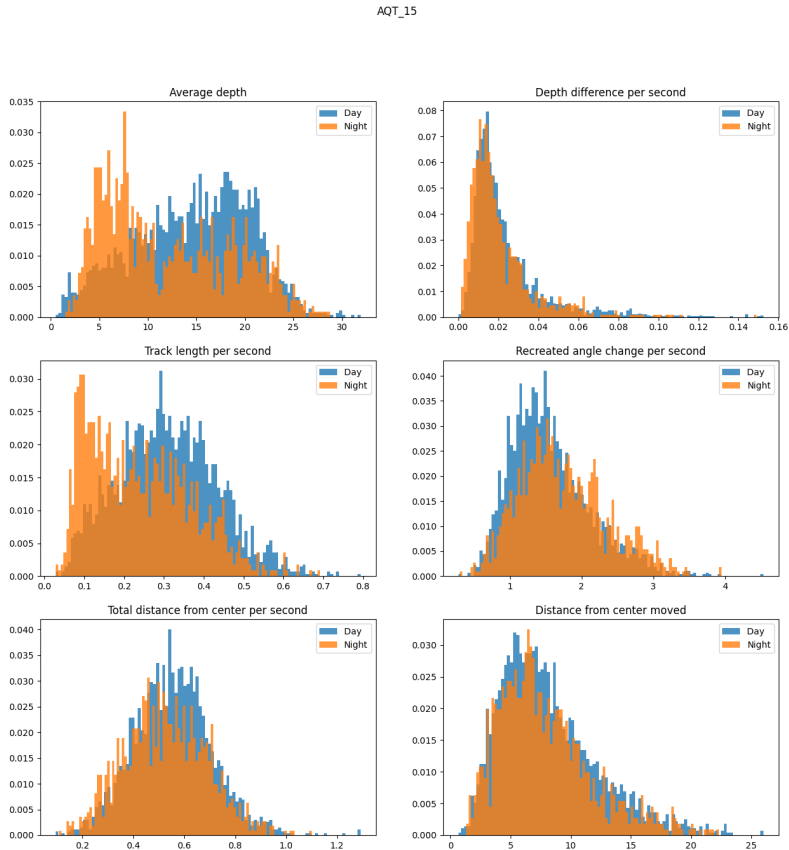 AQT_15
Average depth
Depth difference per second
0.035
0.030
0.025
0.020
0.015
0.010
0.005
0.000
0 5 10 15 20 25 30
Day
Night
0.08
0.07
0.06
0.05
0.04
0.03
0.02
0.01
0.00
0.00 0.02 0.04 0.06 0.08 0.10 0.12 0.14 0.16
Day
Night
Track length per second
Recreated angle change per second
0.030
0.025
0.020
0.015
0.010
0.005
0.000
0.0 0.1 0.2 0.3 0.4 0.5 0.6 0.7 0.8
Day
Night
0.040
0.035
0.030
0.025
0.020
0.015
0.010
0.005
0.000
1 2 3 4
Day
Night
Total distance from center per second
Distance from center moved
0.040
0.035
0.030
0.025
0.020
0.015
0.010
0.005
0.000
0.2 0.4 0.6 0.8 1.0 1.2
Day
Night
0.030
0.025
0.020
0.015
0.010
0.005
0.000
0 5 10 15 20 25
Day
Night